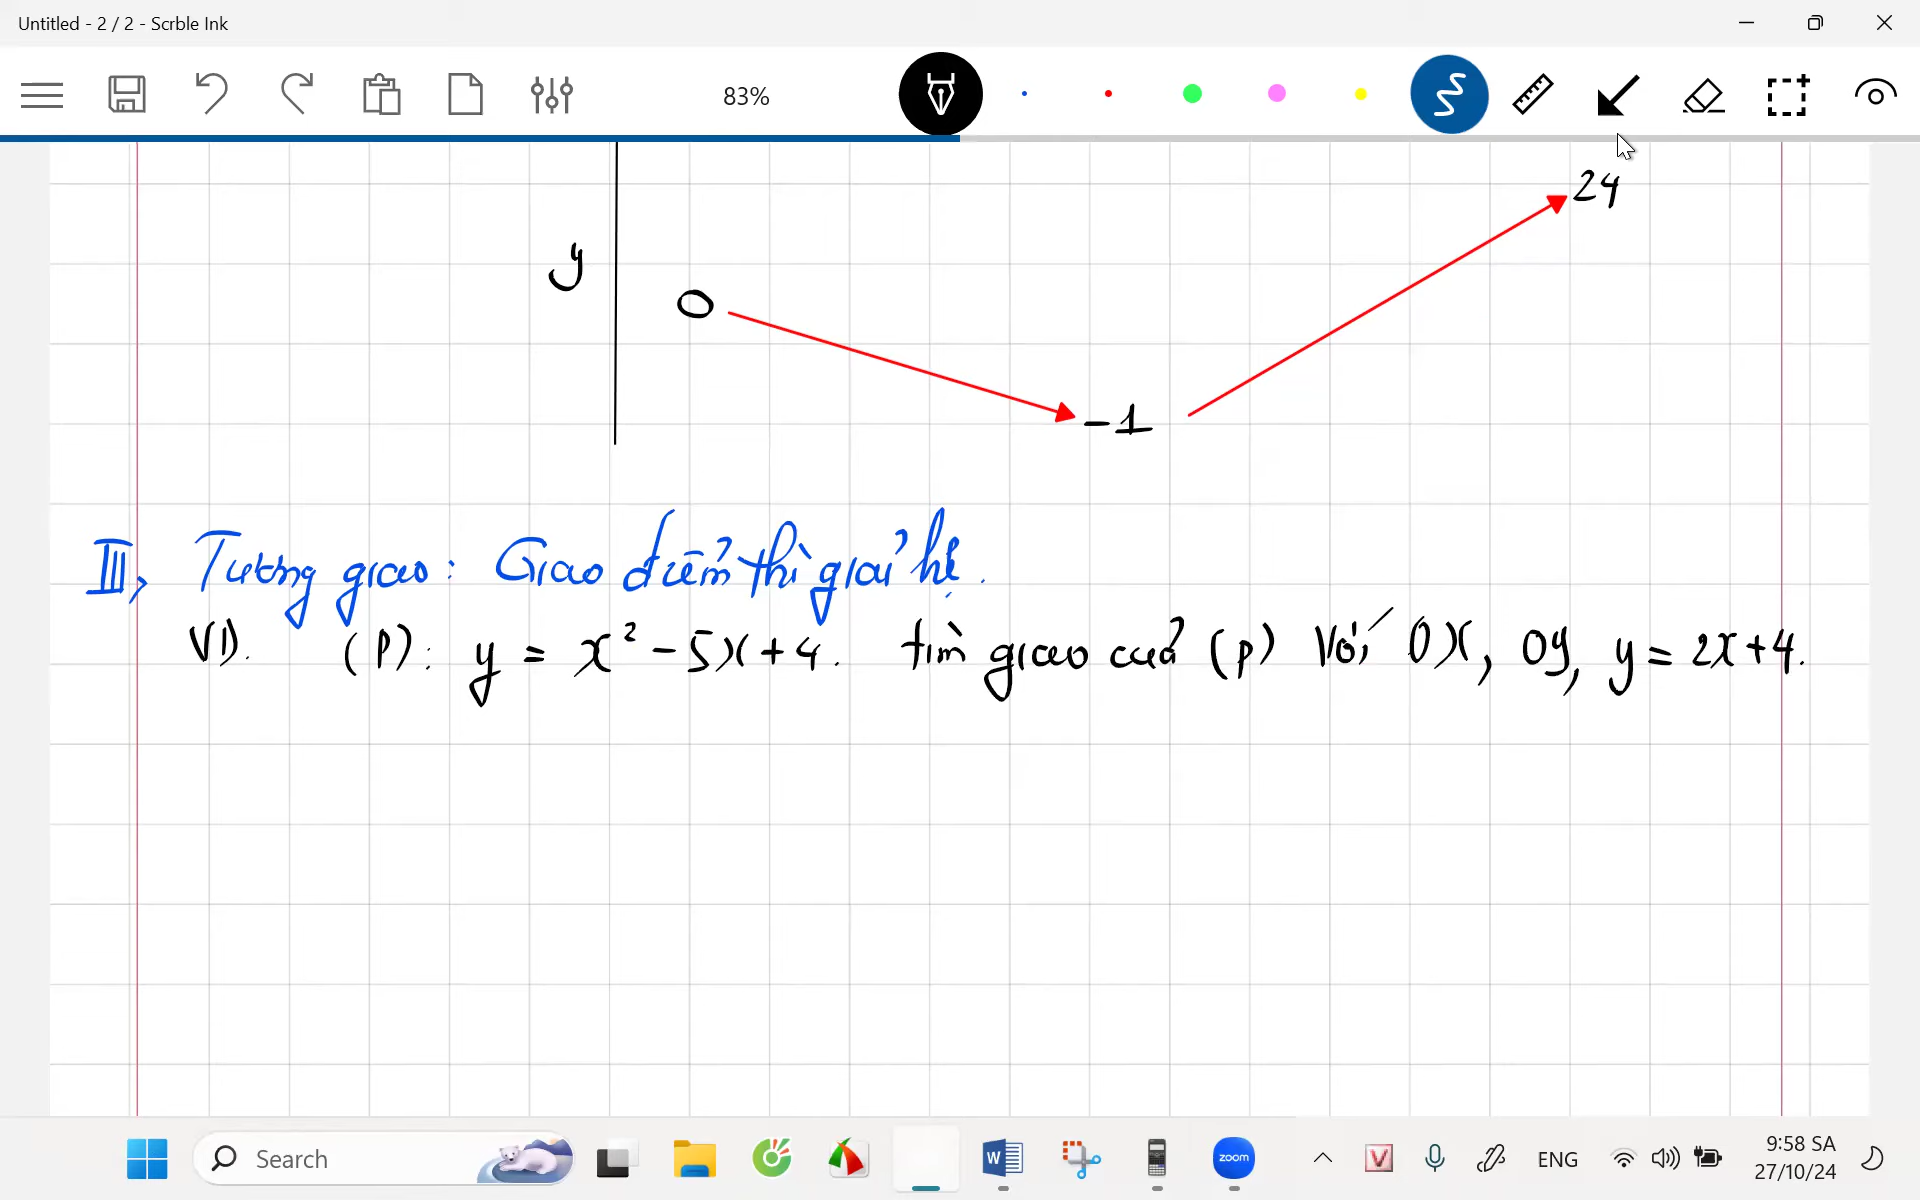 Untitled - 2 / 2 - Scrble Ink
83%
24
y
0
-1
III, Tương giao: Giao điểm thì giải hệ.
VD. (P): y = x² - 5x + 4. tìm giao của (P) với Ox, Oy, y = 2x + 4.
Search
zoom
ENG
9:58 SA
27/10/24